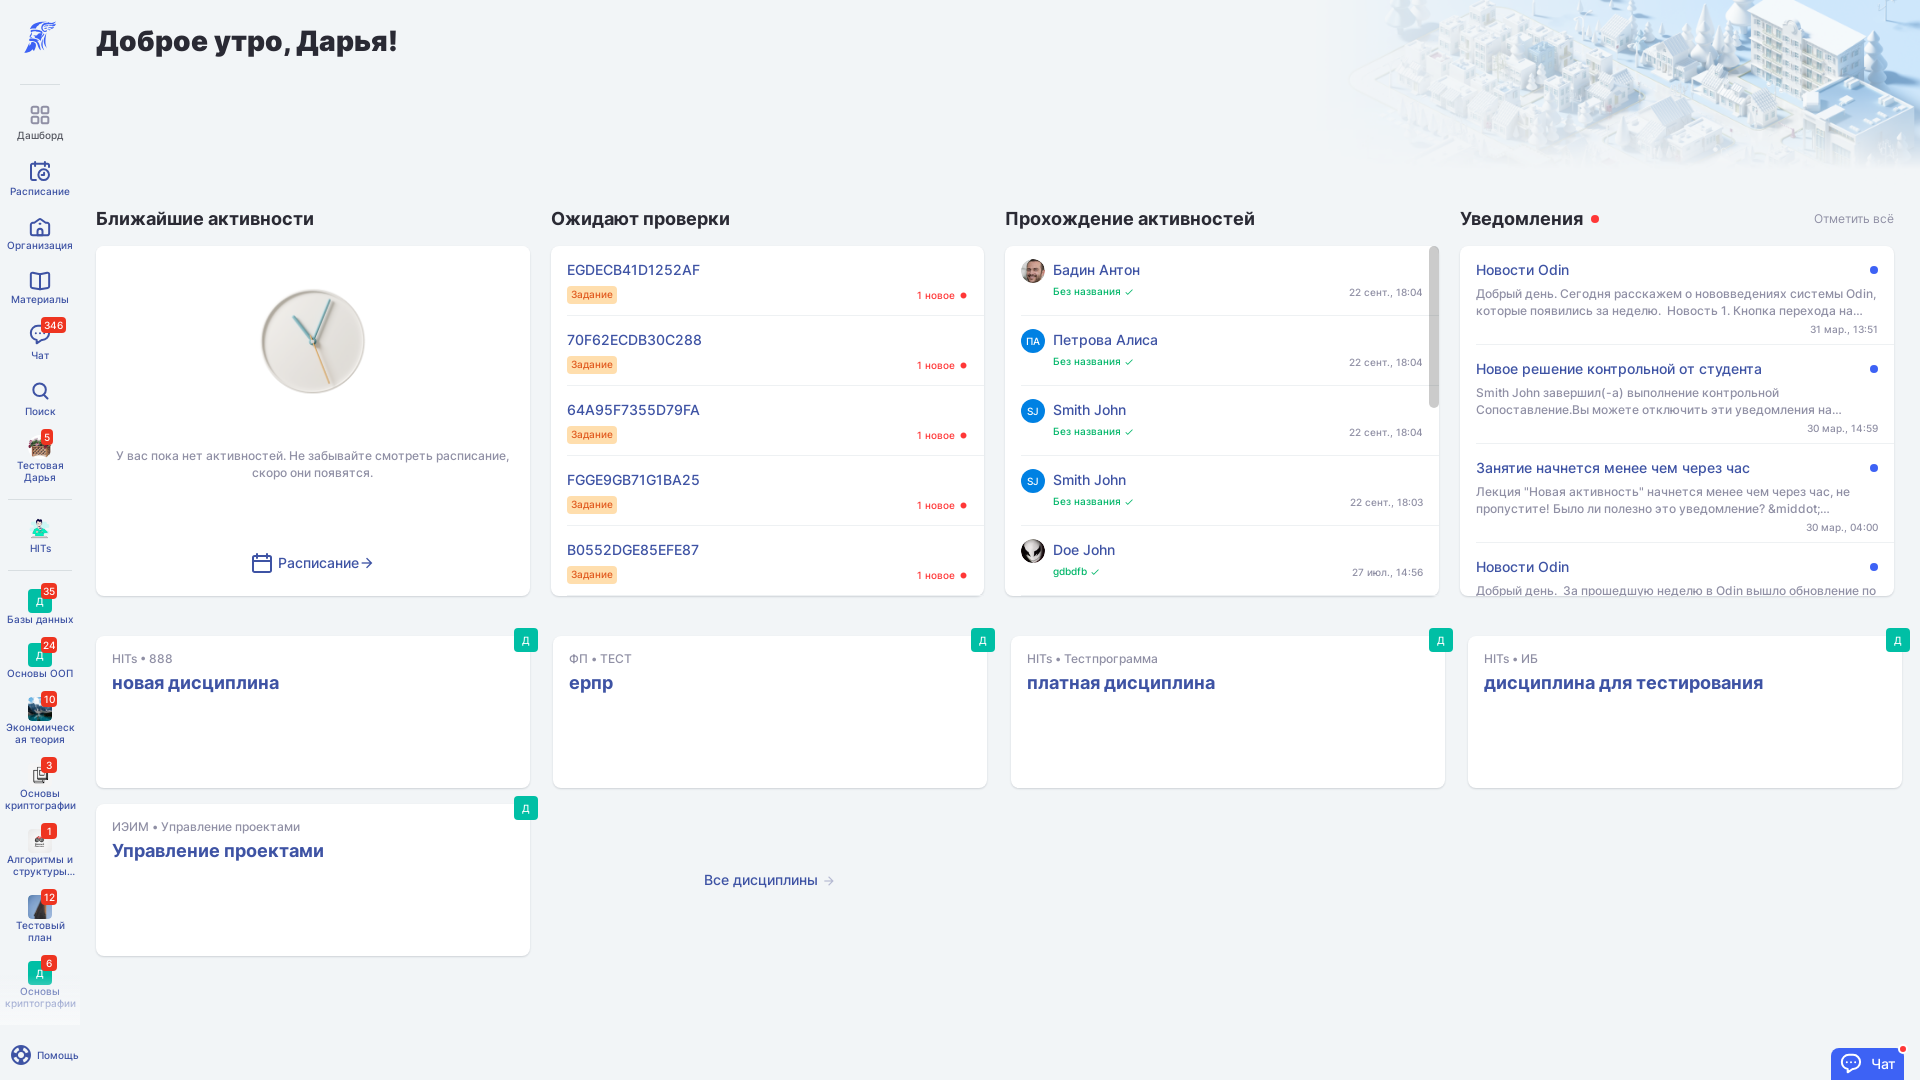 Доброе утро, Дарья!
Дашборд
Расписание
Организация
Материалы
346
Чат
Поиск
5
Тестовая
Дарья
HITs
35
Д
Базы данных
24
Д
Основы ООП
10
Экономическ
ая теория
3
Основы
криптографии
1
Алгоритмы и
структуры...
12
Тестовый
план
6
Д
Основы
криптографии
Помощь
Ближайшие активности
У вас пока нет активностей. Не забывайте смотреть расписание,
скоро они появятся.
Расписание
Ожидают проверки
EGDECB41D1252AF
Задание
1 новое
70F62ECDB30C288
Задание
1 новое
64A95F7355D79FA
Задание
1 новое
FGGE9GB71G1BA25
Задание
1 новое
B0552DGE85EFE87
Задание
1 новое
Прохождение активностей
Бадин Антон
Без названия
22 сент., 18:04
ПА
Петрова Алиса
Без названия
22 сент., 18:04
SJ
Smith John
Без названия
22 сент., 18:04
SJ
Smith John
Без названия
22 сент., 18:03
Doe John
gdbdfb
27 июл., 14:56
Уведомления
Отметить всё
Новости Odin
Добрый день. Сегодня расскажем о нововведениях системы Odin,
которые появились за неделю.  Новость 1. Кнопка перехода на...
31 мар., 13:51
Новое решение контрольной от студента
Smith John завершил(-а) выполнение контрольной
Сопоставление.Вы можете отключить эти уведомления на...
30 мар., 14:59
Занятие начнется менее чем через час
Лекция "Новая активность" начнется менее чем через час, не
пропустите! Было ли полезно это уведомление? &middot;...
30 мар., 04:00
Новости Odin
Добрый день.  За прошедшую неделю в Odin вышло обновление по
Д
HITs • 888
новая дисциплина
Д
ФП • ТЕСТ
ерпр
Д
HITs • Тестпрограмма
платная дисциплина
Д
HITs • ИБ
дисциплина для тестирования
Д
ИЭИМ • Управление проектами
Управление проектами
Все дисциплины
Чат